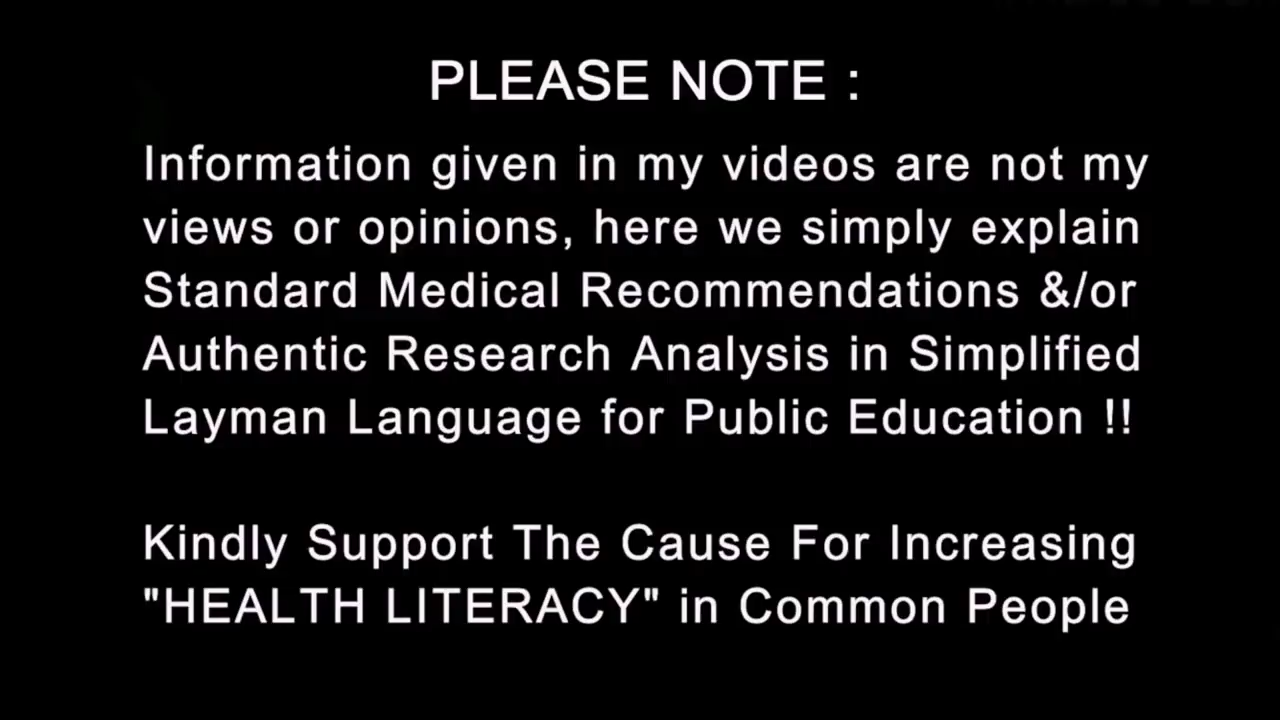 PLEASE NOTE :
Information given in my videos are not my
views or opinions, here we simply explain
Standard Medical Recommendations &/or
Authentic Research Analysis in Simplified
Layman Language for Public Education !!
Kindly Support The Cause For Increasing
"HEALTH LITERACY" in Common People